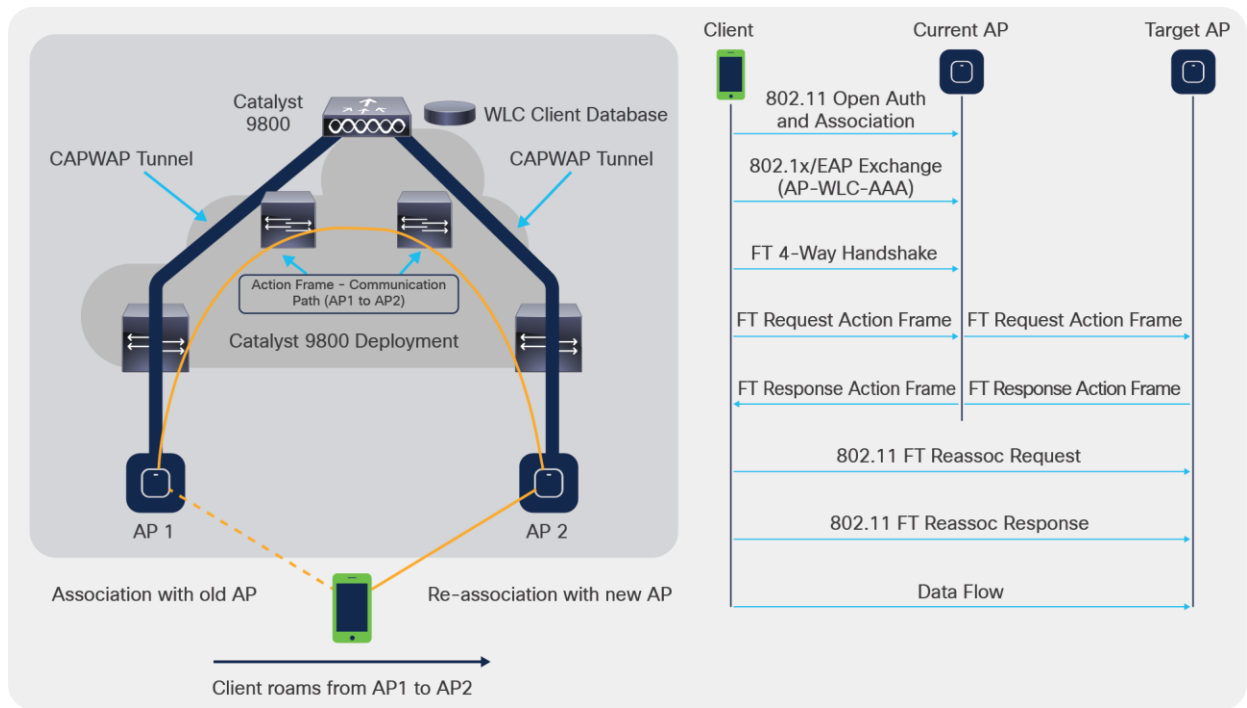 Catalyst
9800
WLC Client Database
CAPWAP Tunnel
CAPWAP Tunnel
Action Frame - Communication
Path (AP1 to AP2)
Catalyst 9800 Deployment
AP 1
AP 2
Association with old AP
Re-association with new AP
Client roams from AP1 to AP2
Client
Current AP
Target AP
802.11 Open Auth
and Association
802.1x/EAP Exchange
(AP-WLC-AAA)
FT 4-Way Handshake
FT Request Action Frame
FT Request Action Frame
FT Response Action Frame
FT Response Action Frame
802.11 FT Reassoc Request
802.11 FT Reassoc Response
Data Flow